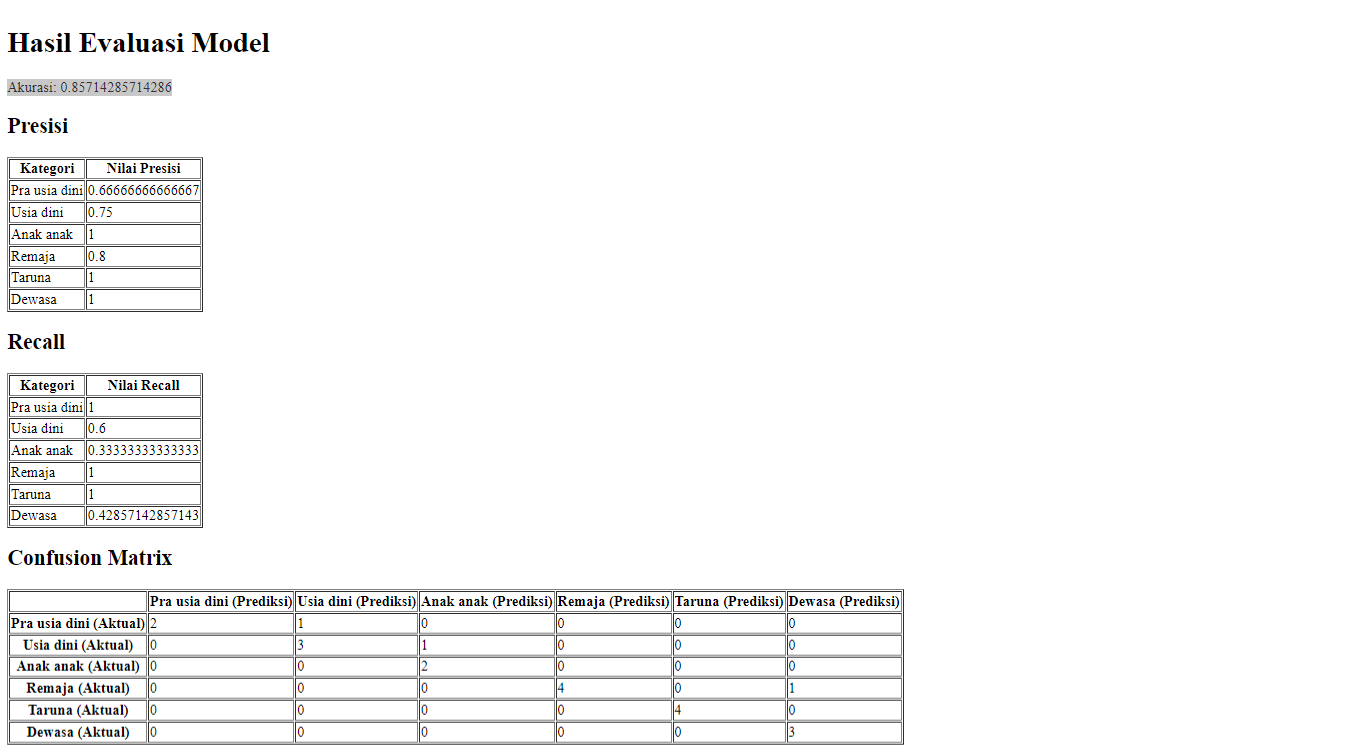 Hasil Evaluasi Model
Akurasi: 0.85714285714286
Presisi
Kategori Nilai Presisi
Pra usia dini 0.66666666666667
Usia dini 0.75
Anak anak 1
Remaja 0.8
Taruna 1
Dewasa 1
Recall
Kategori Nilai Recall
Pra usia dini 1
Usia dini 0.6
Anak anak 0.33333333333333
Remaja 1
Taruna 1
Dewasa 0.42857142857143
Confusion Matrix
Pra usia dini (Prediksi) Usia dini (Prediksi) Anak anak (Prediksi) Remaja (Prediksi) Taruna (Prediksi) Dewasa (Prediksi)
Pra usia dini (Aktual) 2 1 0 0 0 0
Usia dini (Aktual) 0 3 1 0 0 0
Anak anak (Aktual) 0 0 2 0 0 0
Remaja (Aktual) 0 0 0 4 0 1
Taruna (Aktual) 0 0 0 0 4 0
Dewasa (Aktual) 0 0 0 0 0 3